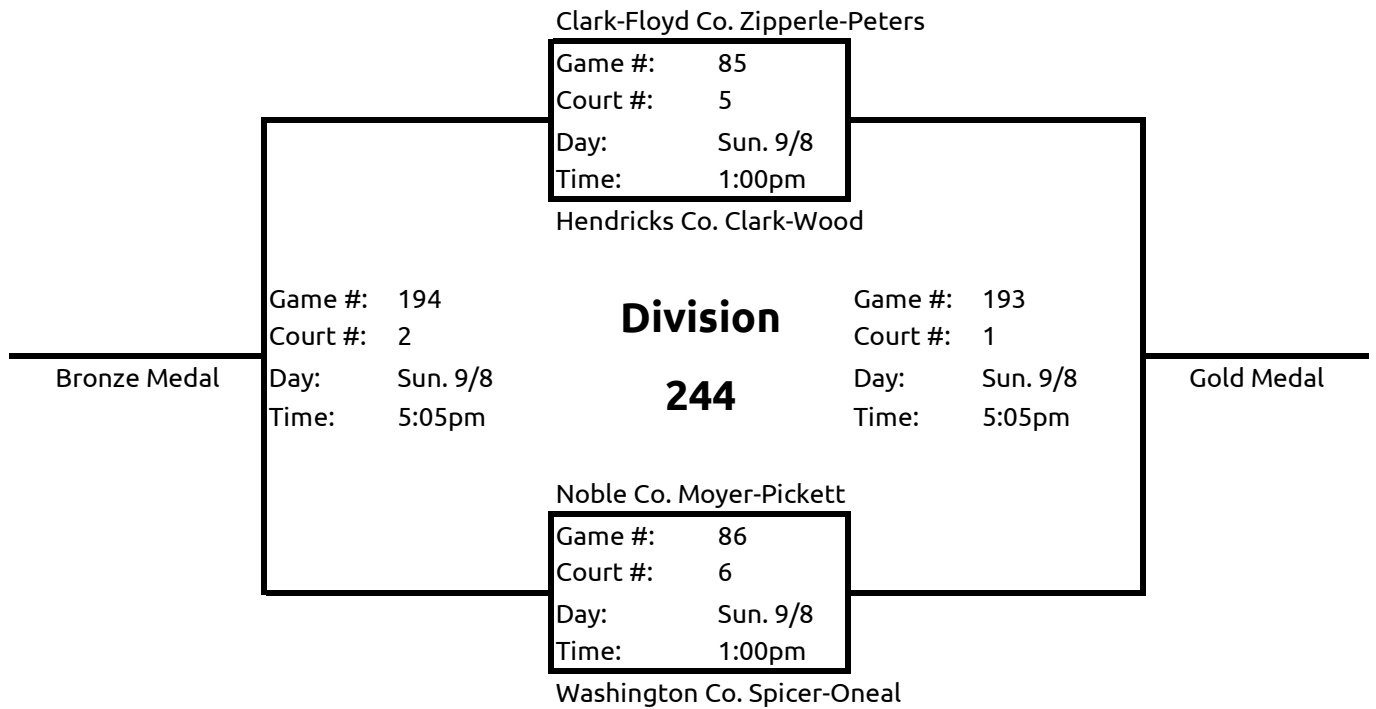 Clark-Floyd Co. Zipperle-Peters
Game #: 85
Court #: 5
Day: Sun. 9/8
Time: 1:00pm
Hendricks Co. Clark-Wood
Game #: 194
Court #: 2
Day: Sun. 9/8
Time: 5:05pm
Bronze Medal
Division
244
Game #: 193
Court #: 1
Day: Sun. 9/8
Time: 5:05pm
Gold Medal
Noble Co. Moyer-Pickett
Game #: 86
Court #: 6
Day: Sun. 9/8
Time: 1:00pm
Washington Co. Spicer-Oneal